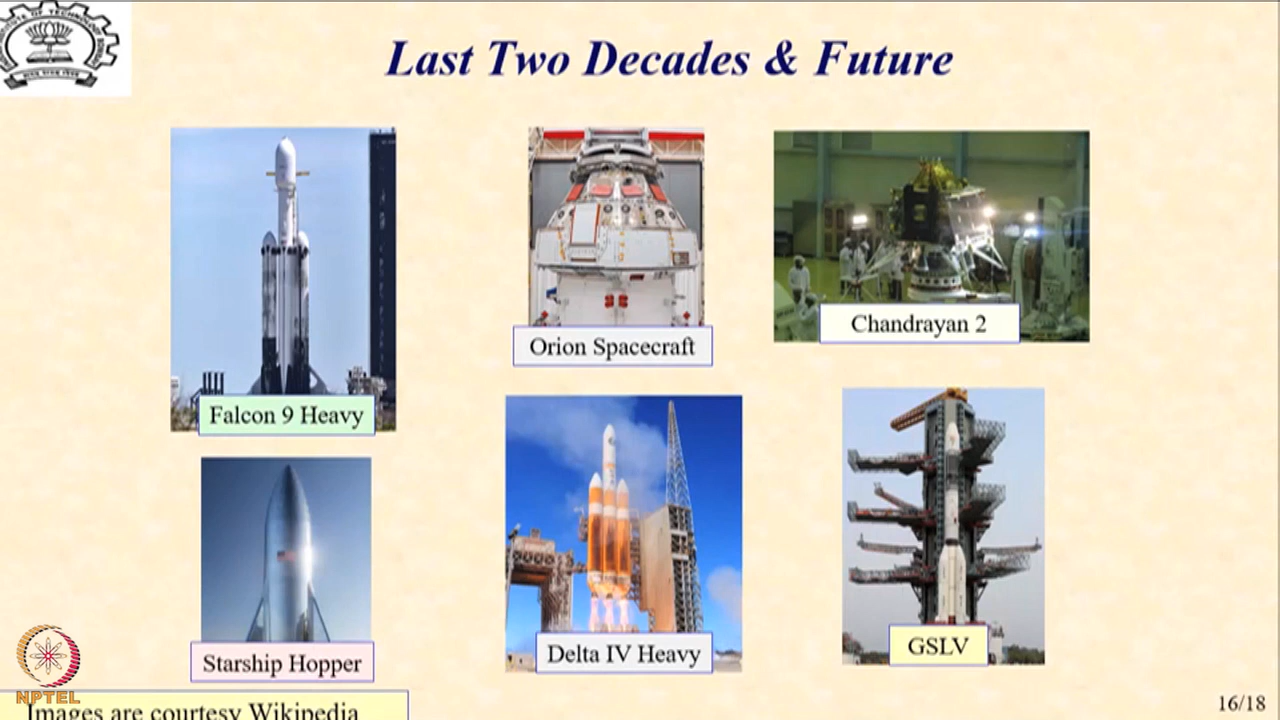 Last Two Decades & Future
Falcon 9 Heavy
Orion Spacecraft
Chandrayan 2
Starship Hopper
Delta IV Heavy
GSLV
NPTEL
Images are courtesy Wikipedia
16/18